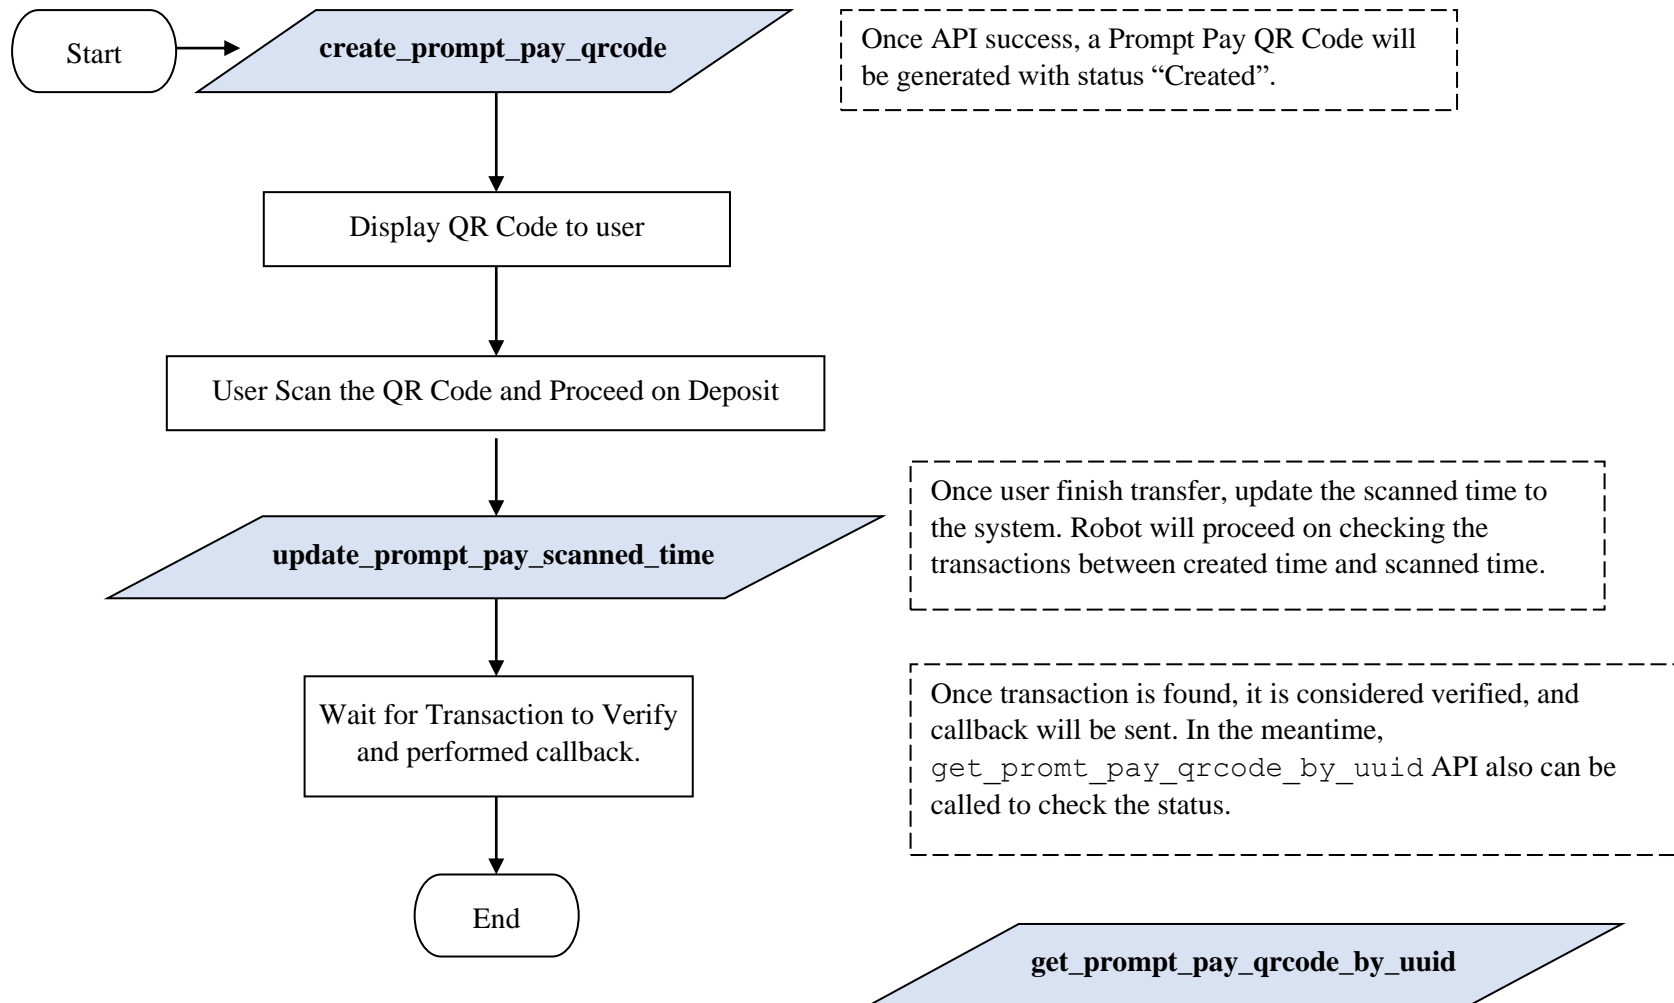 Start
create_prompt_pay_qrcode
Once API success, a Prompt Pay QR Code will
be generated with status “Created”.
Display QR Code to user
User Scan the QR Code and Proceed on Deposit
Once user finish transfer, update the scanned time to
the system. Robot will proceed on checking the
transactions between created time and scanned time.
update_prompt_pay_scanned_time
Wait for Transaction to Verify
and performed callback.
Once transaction is found, it is considered verified, and
callback will be sent. In the meantime,
get_promt_pay_qrcode_by_uuid API also can be
called to check the status.
End
get_prompt_pay_qrcode_by_uuid